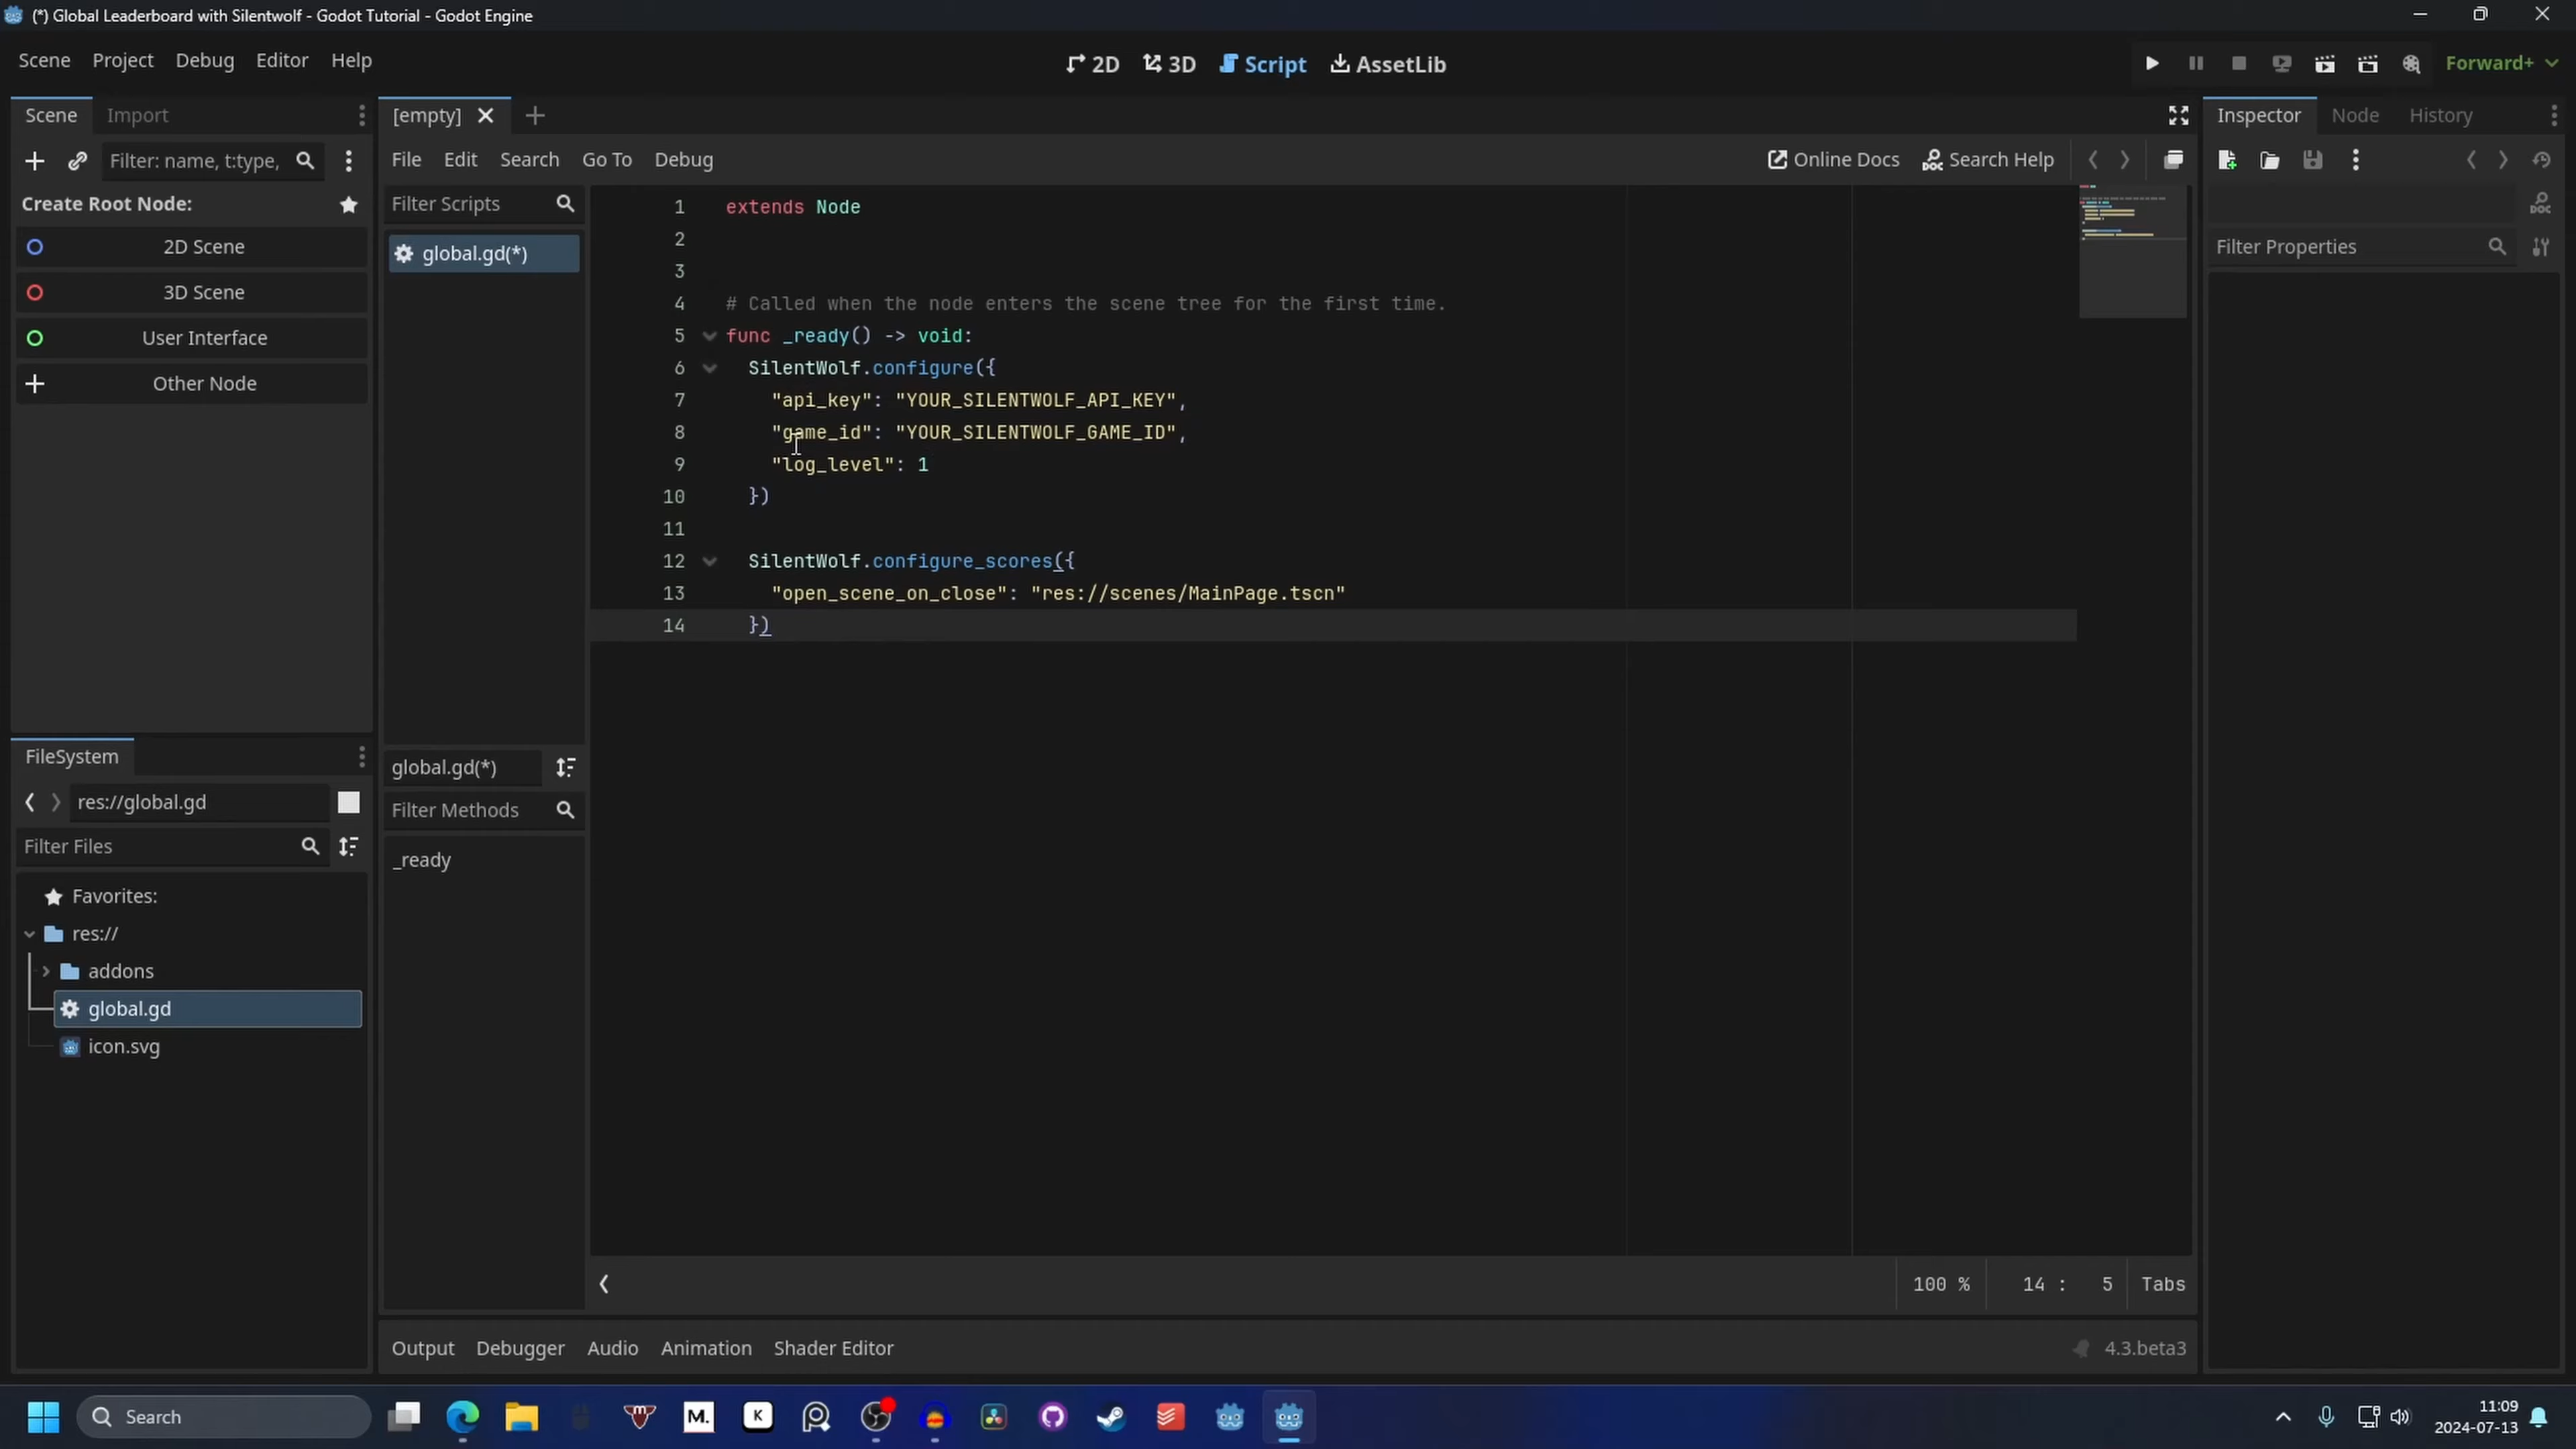 (*) Global Leaderboard with Silentwolf - Godot Tutorial - Godot Engine
Scene Project Debug Editor Help
2D 3D Script AssetLib
Forward+
Scene Import
[empty]
Inspector Node History
Filter: name, t:type,
File Edit Search Go To Debug
Online Docs Search Help
Create Root Node:
2D Scene
3D Scene
User Interface
Other Node
Filter Scripts
global.gd(*)
1 extends Node
2
3
4 # Called when the node enters the scene tree for the first time.
5 func _ready() -> void:
6 SilentWolf.configure({
7 "api_key": "YOUR_SILENTWOLF_API_KEY",
8 "game_id": "YOUR_SILENTWOLF_GAME_ID",
9 "log_level": 1
10 })
11
12 SilentWolf.configure_scores({
13 "open_scene_on_close": "res://scenes/MainPage.tscn"
14 })
DOC
Filter Properties
FileSystem
res://global.gd
Filter Files
Favorites:
res://
addons
global.gd
icon.svg
global.gd(*)
Filter Methods
_ready
100 % 14 : 5 Tabs
Output Debugger Audio Animation Shader Editor
4.3.beta3
Search
M.
K
11:09
2024-07-13